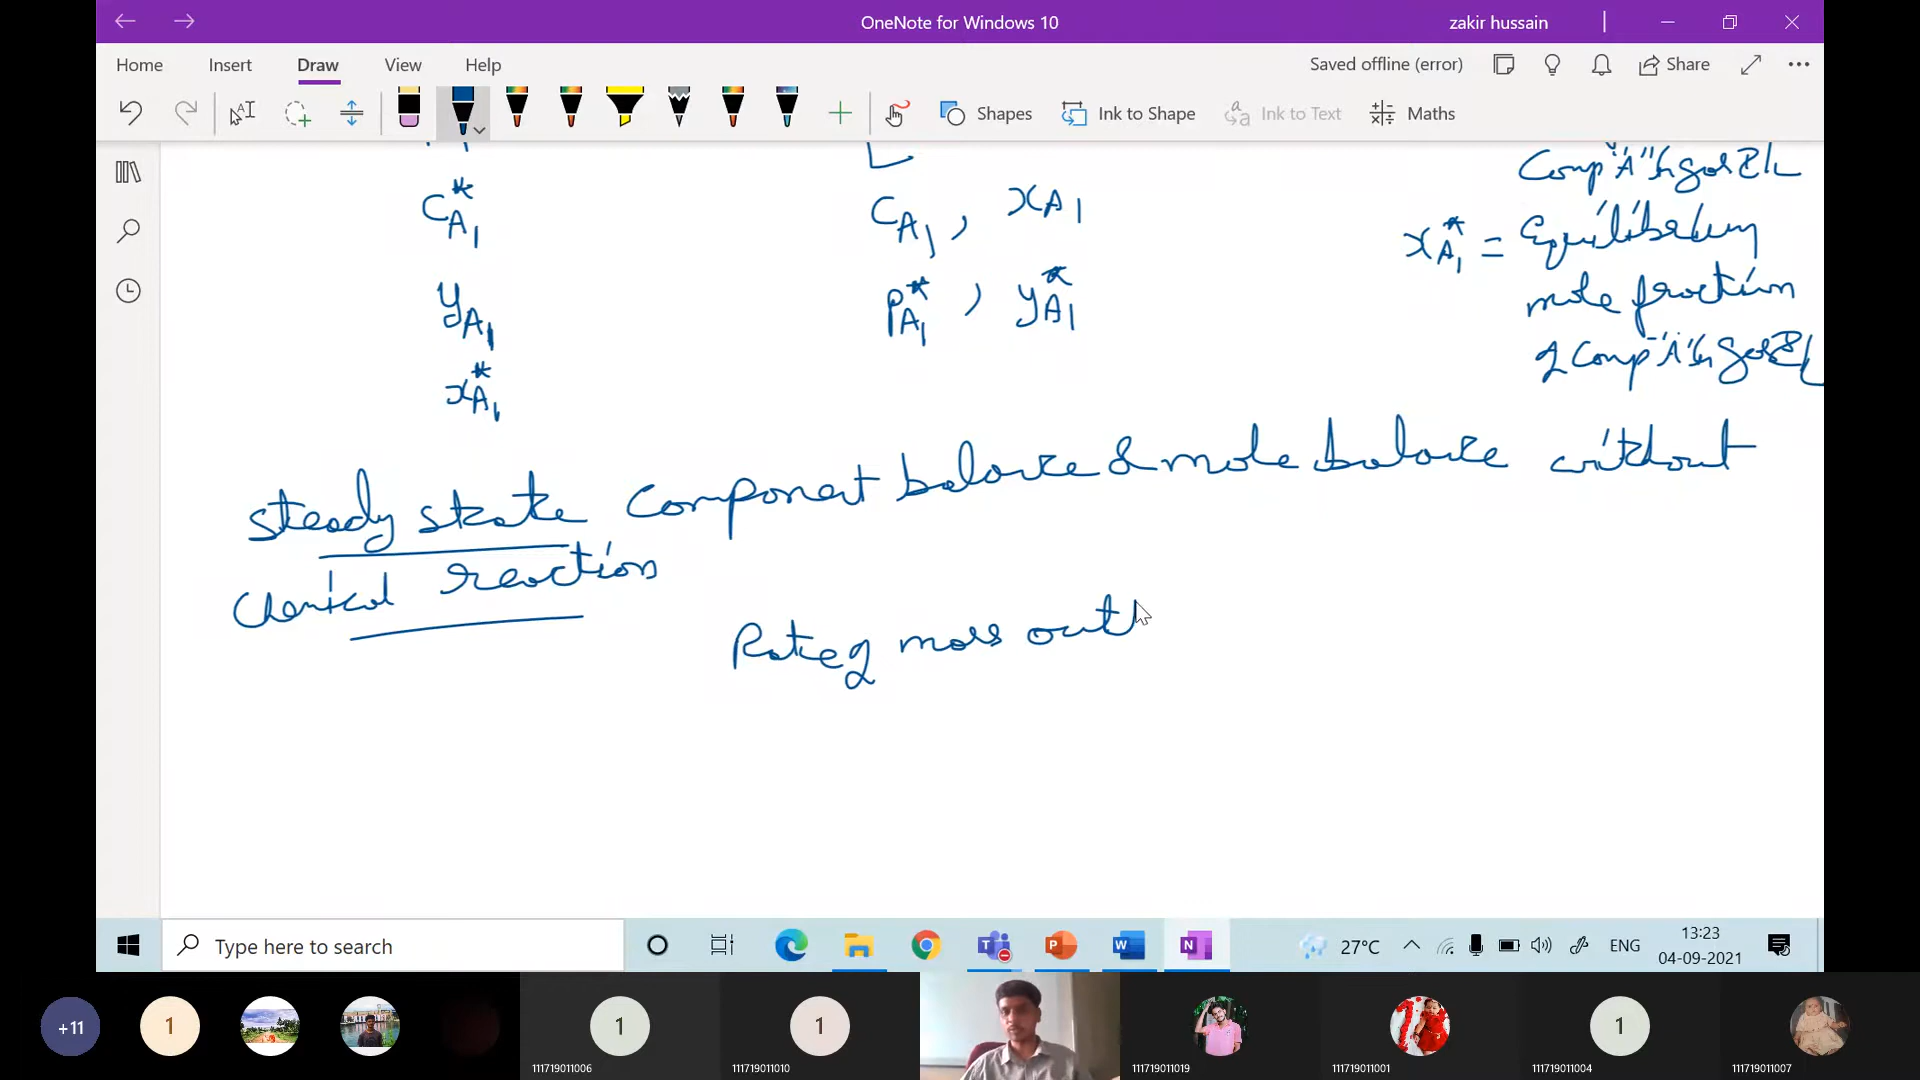 OneNote for Windows 10
zakir hussain
Home Insert Draw View Help
Saved offline (error) Share
Shapes Ink to Shape Ink to Text Maths
C*A1
CA1, xA1
Comp "A" in gas Blk
x*A1 = Equilibrium
yA1
p*A1, y*A1
mole fraction
x*A1
of Comp "A" in gas Blk
steady state component balance & mole balance without
chemical reaction
Rate of mass out
Type here to search
27°C
ENG
13:23
04-09-2021
+11
1
1
1
1
111719011006
111719011010
111719011019
111719011001
111719011004
111719011007